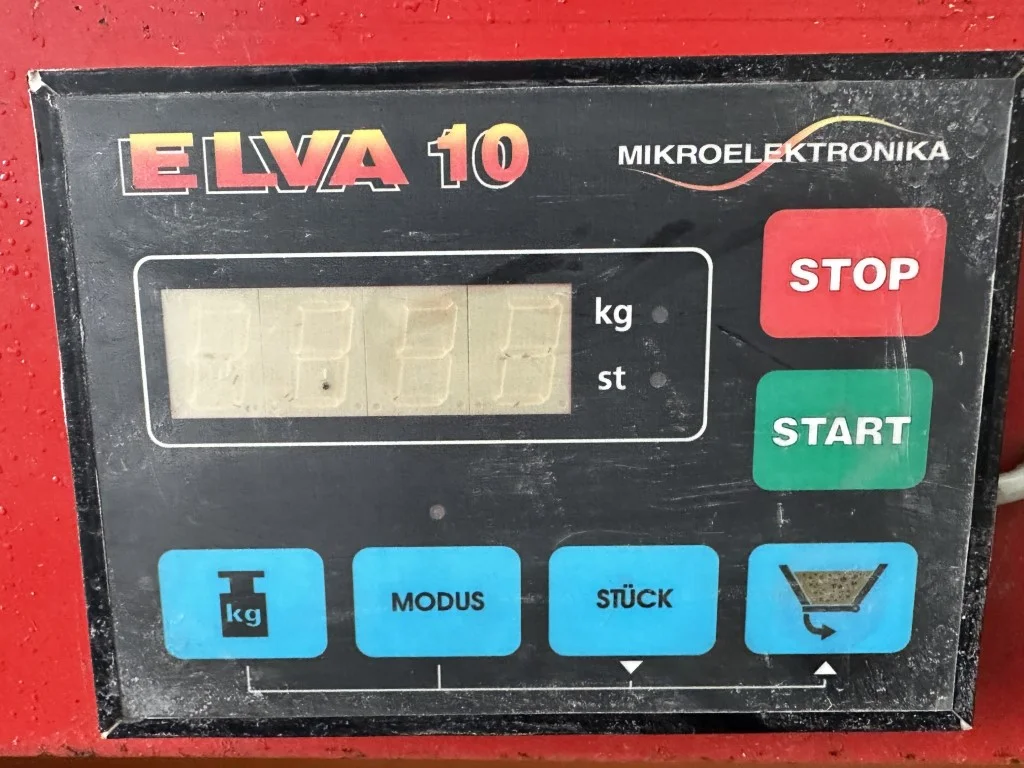 ELVA 10
MIKROELEKTRONIKA
STOP
kg
st
START
kg
MODUS
STÜCK